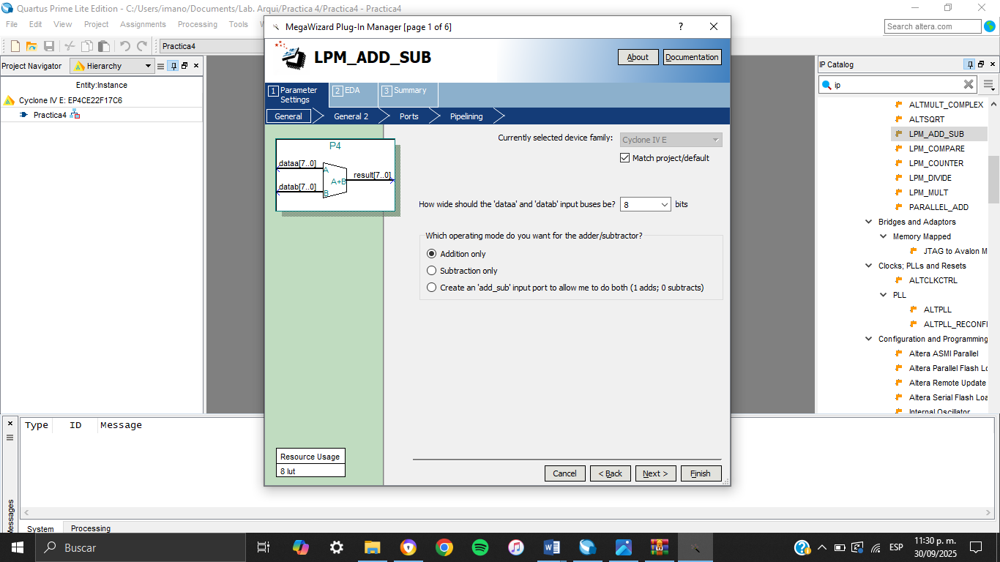 Quartus Prime Lite Edition - C:/Users/imano/Documents/Lab. Arqui/Practica 4/Practica4 - Practica4
File Edit View Project Assignments Processing Tools
Search altera.com
Practica4
Project Navigator
Hierarchy
Entity:Instance
Cyclone IV E: EP4CE22F17C6
Practica4
MegaWizard Plug-In Manager [page 1 of 6]
?
LPM_ADD_SUB
About
Documentation
1 Parameter Settings
2 EDA
3 Summary
General
General 2
Ports
Pipelining
P4
dataa[7..0]
A
result[7..0]
A+B
datab[7..0]
B
Currently selected device family:
Cyclone IV E
Match project/default
How wide should the 'dataa' and 'datab' input buses be?
8
bits
Which operating mode do you want for the adder/subtractor?
Addition only
Subtraction only
Create an 'add_sub' input port to allow me to do both (1 adds; 0 subtracts)
Resource Usage
8 lut
Cancel
< Back
Next >
Finish
IP Catalog
ip
ALTMULT_COMPLEX
ALTSQRT
LPM_ADD_SUB
LPM_COMPARE
LPM_COUNTER
LPM_DIVIDE
LPM_MULT
PARALLEL_ADD
Bridges and Adaptors
Memory Mapped
JTAG to Avalon M
Clocks; PLLs and Resets
ALTCLKCTRL
PLL
ALTPLL
ALTPLL_RECONFI
Configuration and Programming
Altera ASMI Parallel
Altera Parallel Flash Lo
Altera Remote Update
Altera Serial Flash Loa
Internal Oscillator
Type ID Message
Messages
System
Processing
Buscar
ESP
11:30 p. m.
30/09/2025